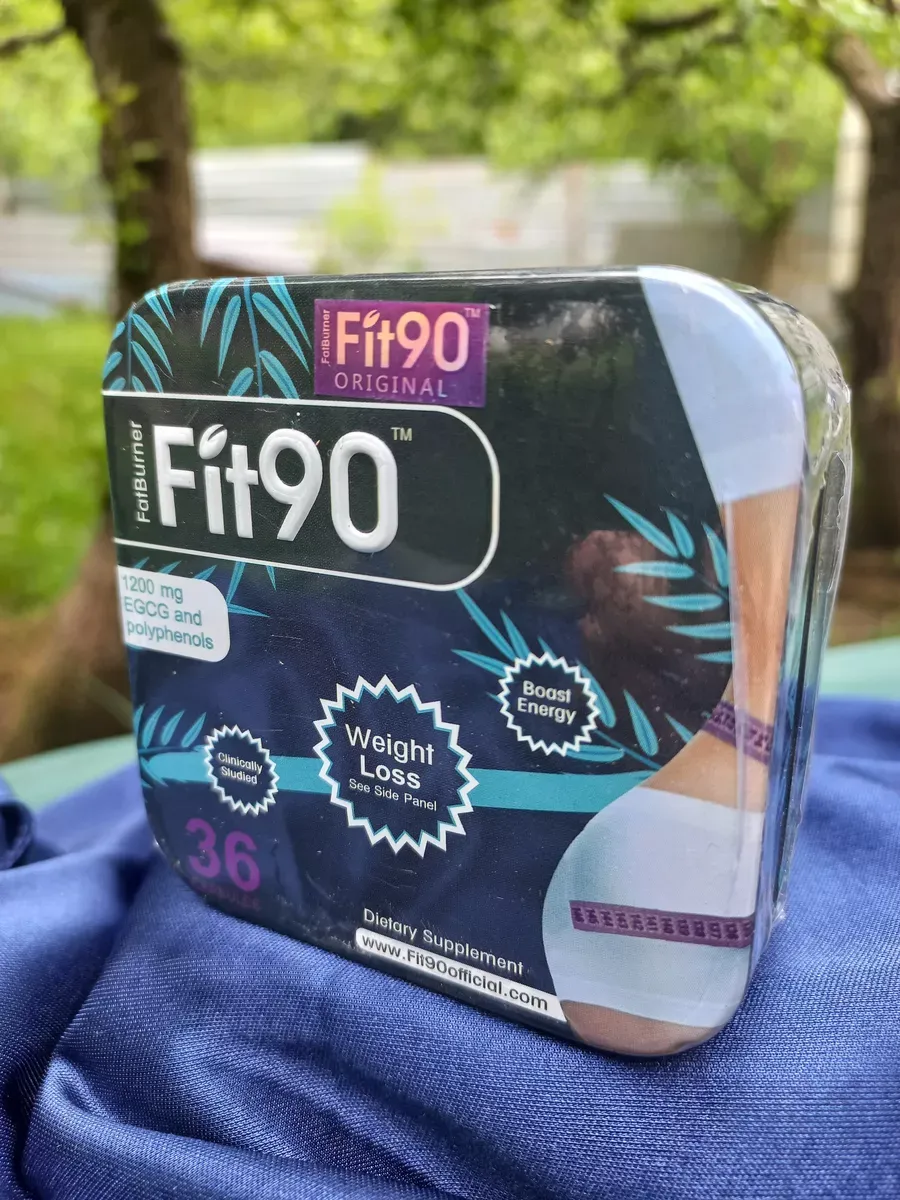 FatBurner
Fit90™
ORIGINAL
FatBurner
Fit90™
1200 mg
EGCG and
polyphenols
Boast
Energy
Clinically
Studied
Weight
Loss
See Side Panel
36
Dietary Supplement
www.Fit90official.com